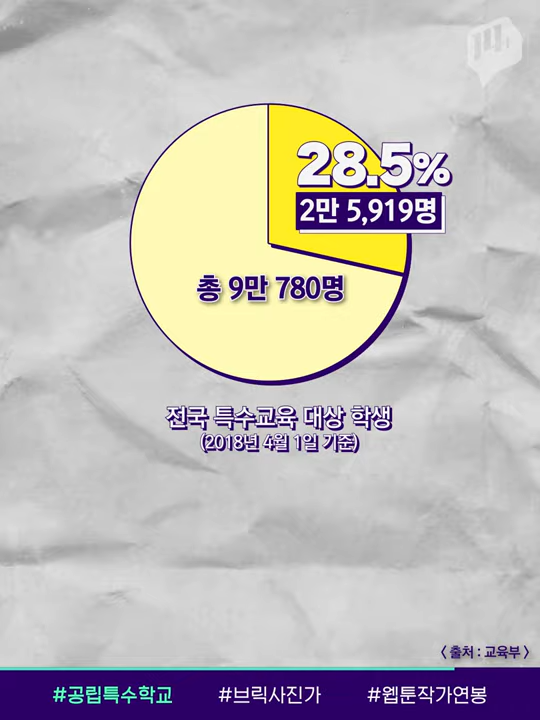 28.5%
2만 5,919명
총 9만 780명
전국 특수교육 대상 학생
(2018년 4월 1일 기준)
< 출처 : 교육부 >
#공립특수학교 #브릭사진가 #웹툰작가연봉